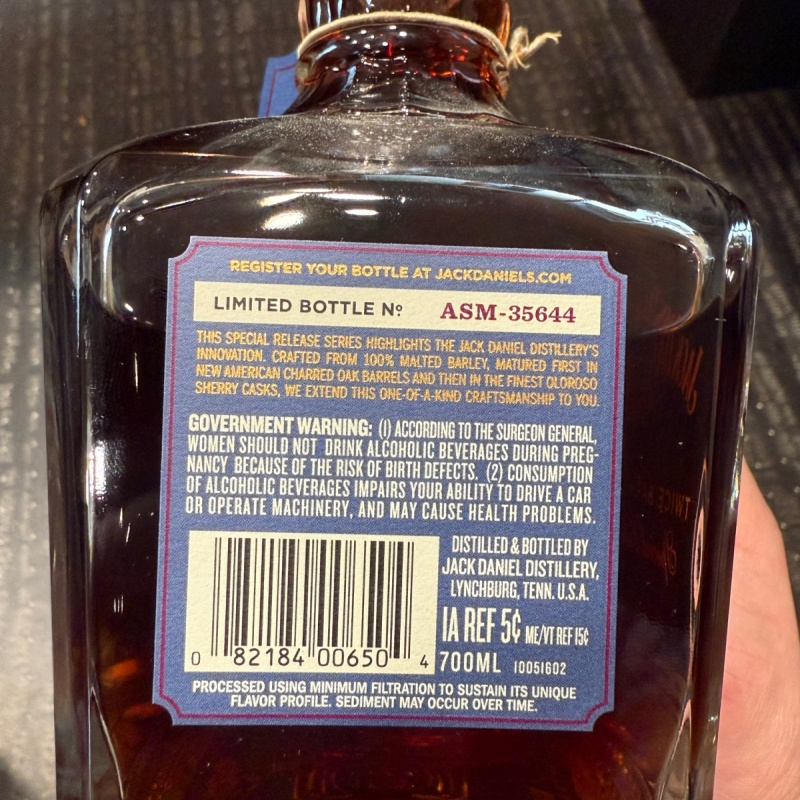 REGISTER YOUR BOTTLE AT JACKDANIELS.COM
LIMITED BOTTLE Nº ASM-35644
THIS SPECIAL RELEASE SERIES HIGHLIGHTS THE JACK DANIEL DISTILLERY'S
INNOVATION. CRAFTED FROM 100% MALTED BARLEY, MATURED FIRST IN
NEW AMERICAN CHARRED OAK BARRELS AND THEN IN THE FINEST OLOROSO
SHERRY CASKS, WE EXTEND THIS ONE-OF-A-KIND CRAFTSMANSHIP TO YOU.
GOVERNMENT WARNING: (1) ACCORDING TO THE SURGEON GENERAL,
WOMEN SHOULD NOT DRINK ALCOHOLIC BEVERAGES DURING PREG-
NANCY BECAUSE OF THE RISK OF BIRTH DEFECTS. (2) CONSUMPTION
OF ALCOHOLIC BEVERAGES IMPAIRS YOUR ABILITY TO DRIVE A CAR
OR OPERATE MACHINERY, AND MAY CAUSE HEALTH PROBLEMS.
DISTILLED & BOTTLED BY
JACK DANIEL DISTILLERY,
LYNCHBURG, TENN. U.S.A.
IA REF 5¢ ME/VT REF 15¢
700ML 10051602
0 82184 00650 4
PROCESSED USING MINIMUM FILTRATION TO SUSTAIN ITS UNIQUE
FLAVOR PROFILE. SEDIMENT MAY OCCUR OVER TIME.
TWICE